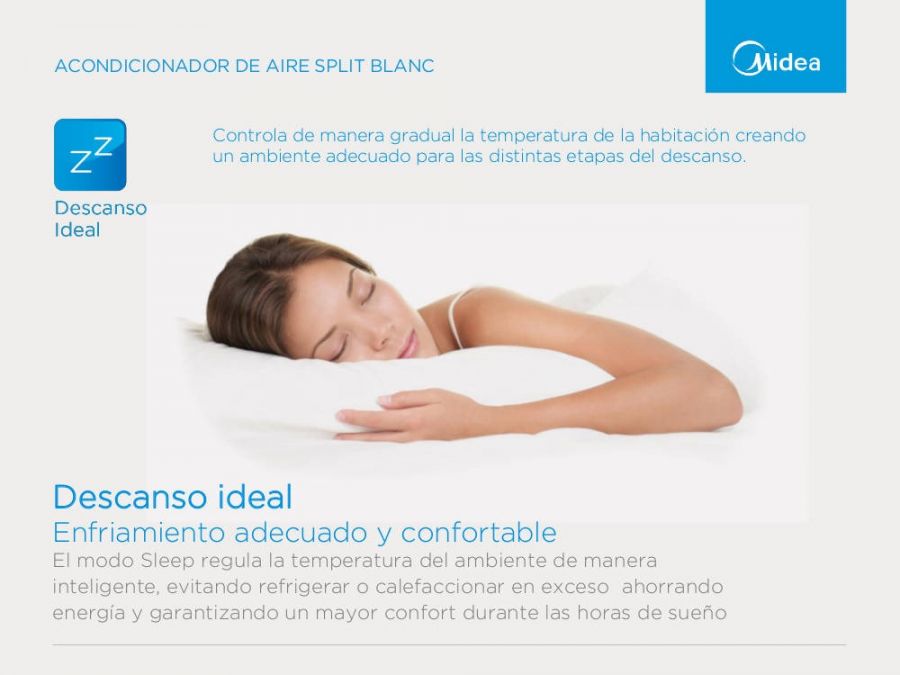 ACONDICIONADOR DE AIRE SPLIT BLANC
Midea
zz
Controla de manera gradual la temperatura de la habitación creando
un ambiente adecuado para las distintas etapas del descanso.
Descanso
Ideal
Descanso ideal
Enfriamiento adecuado y confortable
El modo Sleep regula la temperatura del ambiente de manera
inteligente, evitando refrigerar o calefaccionar en exceso ahorrando
energía y garantizando un mayor confort durante las horas de sueño